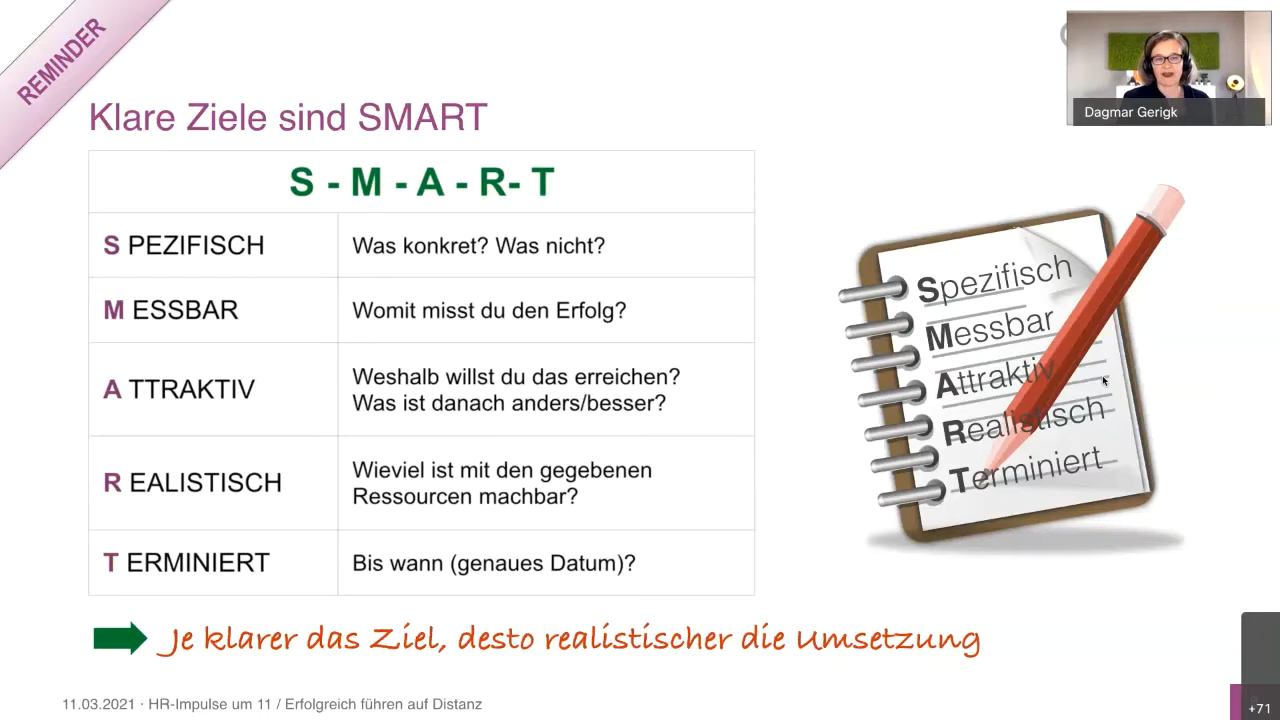 REMINDER
Dagmar Gerigk
Klare Ziele sind SMART
S - M - A - R- T
S PEZIFISCH
Was konkret? Was nicht?
M ESSBAR
Womit misst du den Erfolg?
A TTRAKTIV
Weshalb willst du das erreichen?
Was ist danach anders/besser?
R EALISTISCH
Wieviel ist mit den gegebenen
Ressourcen machbar?
T ERMINIERT
Bis wann (genaues Datum)?
Spezifisch
Messbar
Attraktiv
Realistisch
Terminiert
Je klarer das Ziel, desto realistischer die Umsetzung
11.03.2021 · HR-Impulse um 11 / Erfolgreich führen auf Distanz
+71